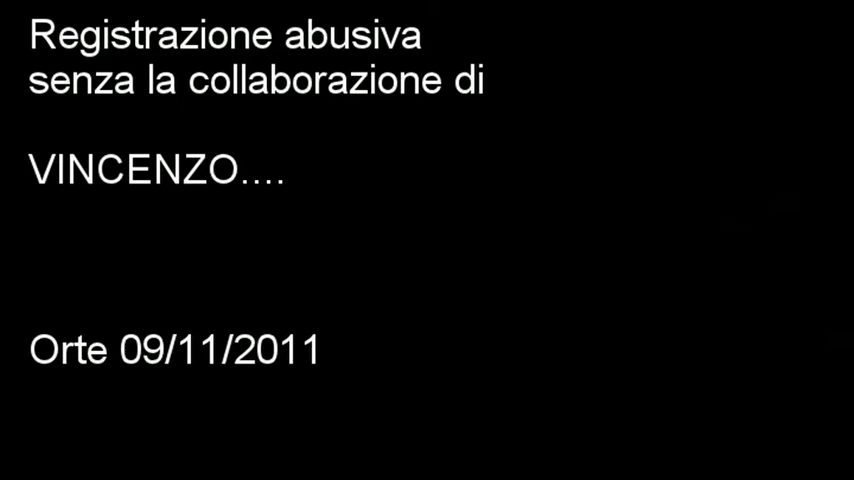 Registrazione abusiva
senza la collaborazione di
VINCENZO....
Orte 09/11/2011